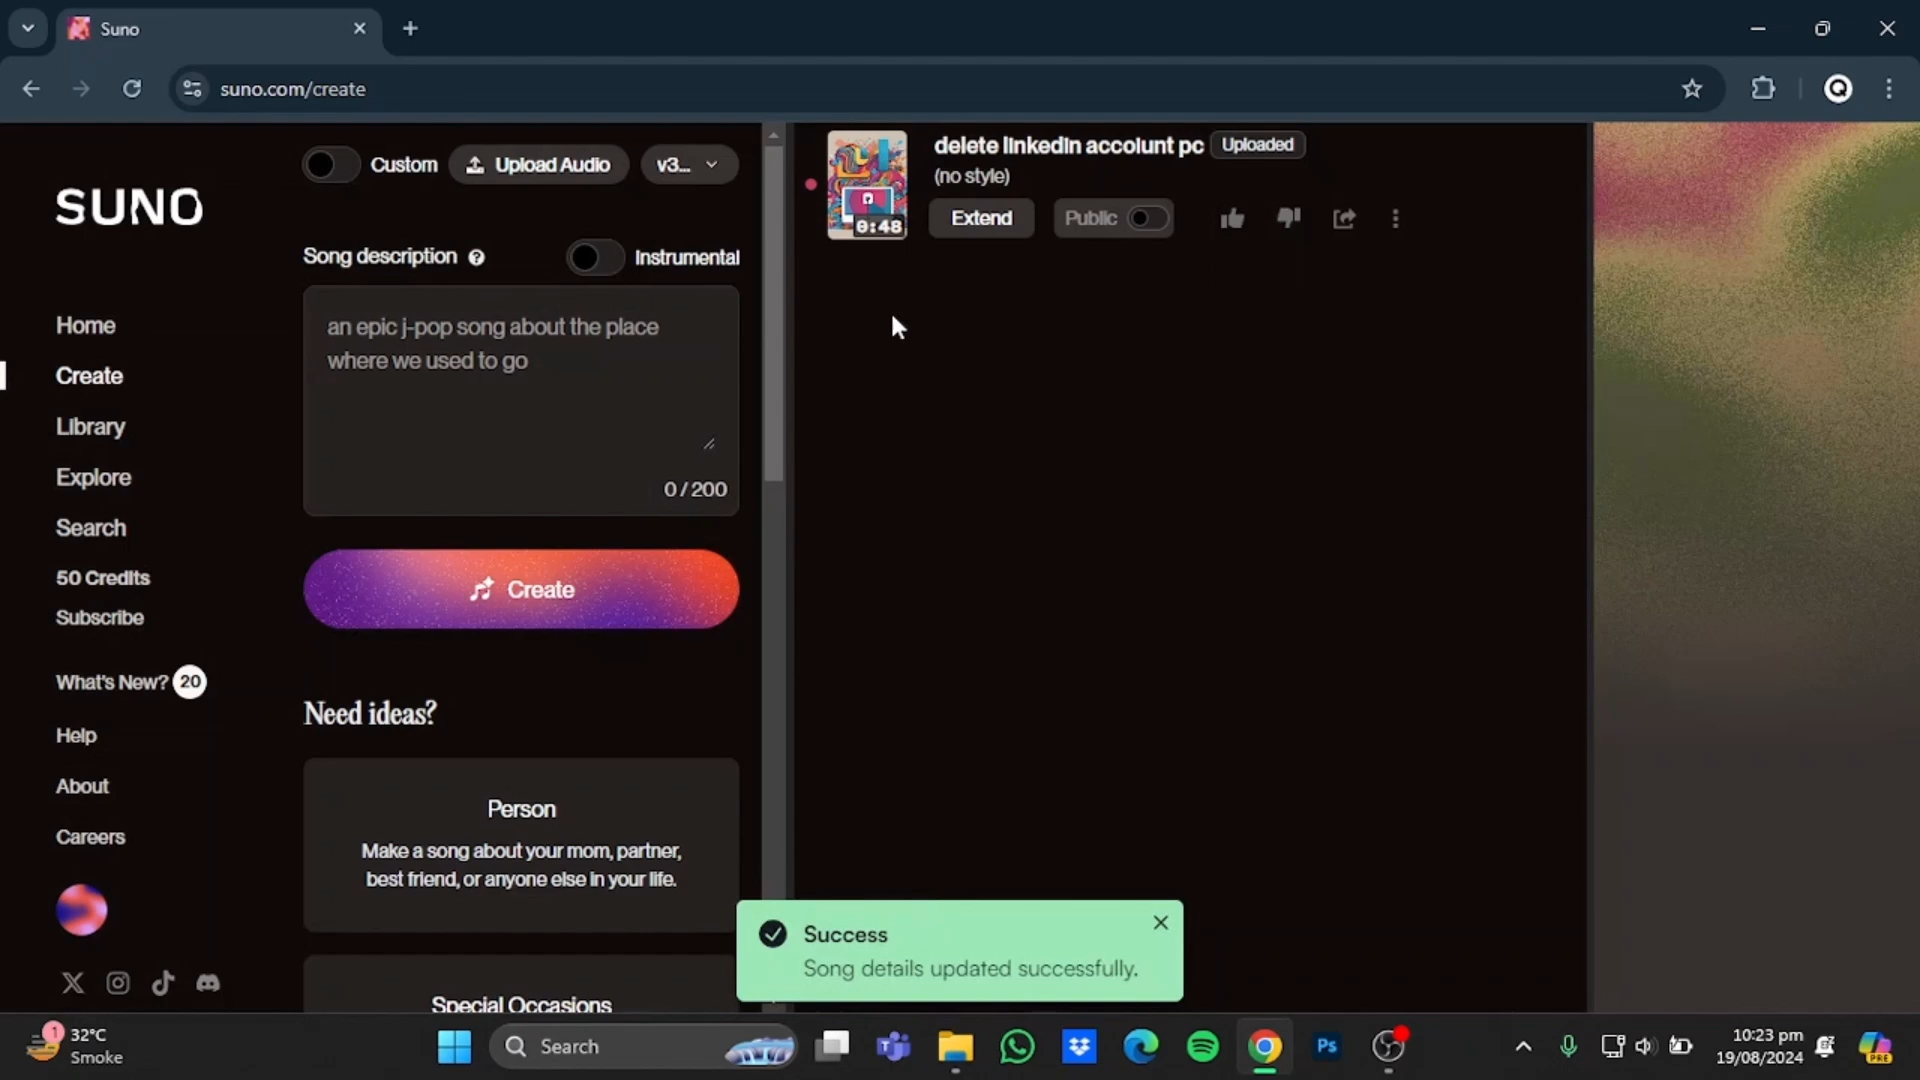 Suno
suno.com/create
SUNO
Home
Create
Library
Explore
Search
50 Credits
Subscribe
What's New? 20
Help
About
Careers
Custom
Upload Audio
v3...
Song description
Instrumental
an epic j-pop song about the place
where we used to go
0 / 200
Create
Need ideas?
Person
Make a song about your mom, partner,
best friend, or anyone else in your life.
Special Occasions
delete linkedin accoiunt pc Uploaded
(no style)
0:48
Extend
Public
Success
Song details updated successfully.
1
32°C
Smoke
Search
Ps
10:23 pm
19/08/2024
PRE